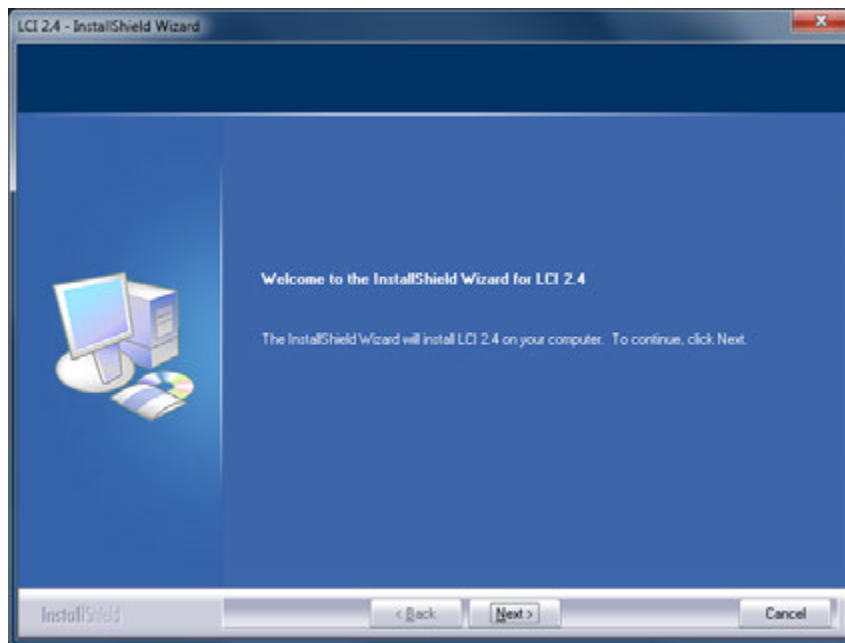 LCI 2.4 - InstallShield Wizard
Welcome to the InstallShield Wizard for LCI 2.4
The InstallShield Wizard will install LCI 2.4 on your computer. To continue, click Next.
InstallShield
< Back
Next >
Cancel